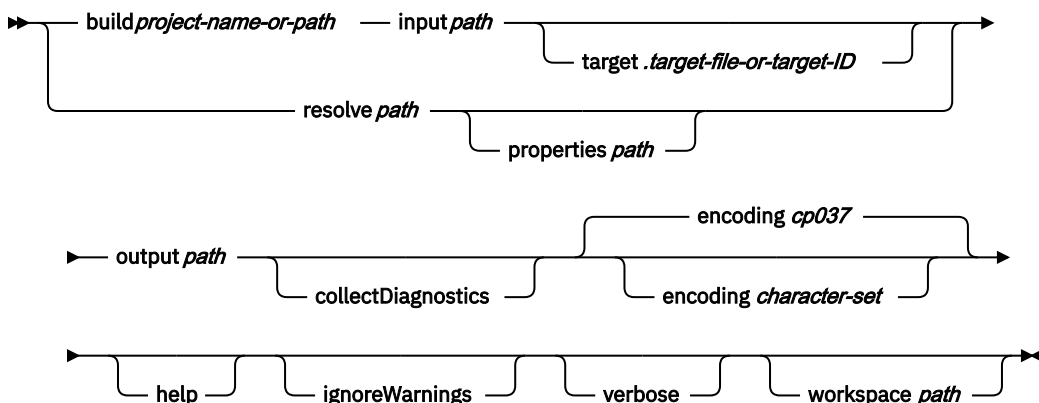 build project-name-or-path input path
target .target-file-or-target-ID
resolve path
properties path
encoding cp037
output path
collectDiagnostics
encoding character-set
help ignoreWarnings verbose workspace path